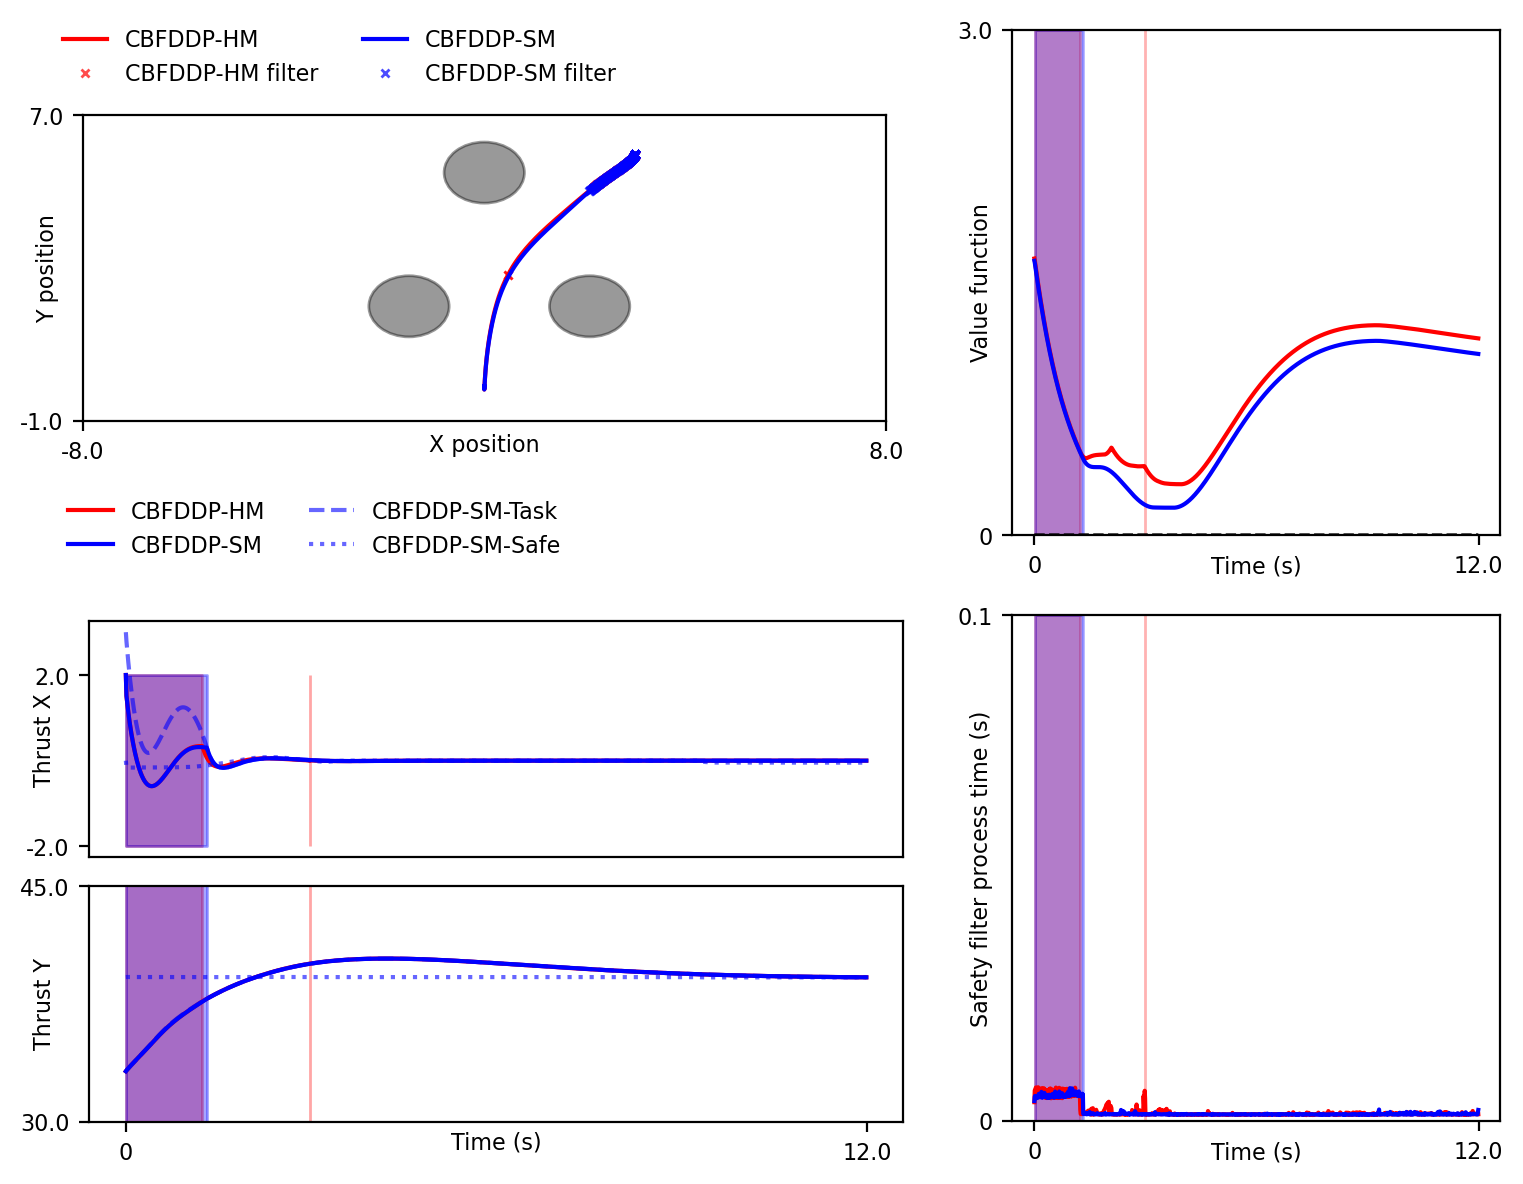 CBFDDP-HM
CBFDDP-SM
CBFDDP-HM filter
CBFDDP-SM filter
7.0
Y position
-1.0
-8.0
X position
8.0
CBFDDP-HM
CBFDDP-SM-Task
CBFDDP-SM
CBFDDP-SM-Safe
2.0
Thrust X
-2.0
45.0
Thrust Y
30.0
0
Time (s)
12.0
3.0
Value function
0
0
Time (s)
12.0
0.1
Safety filter process time (s)
0
0
Time (s)
12.0